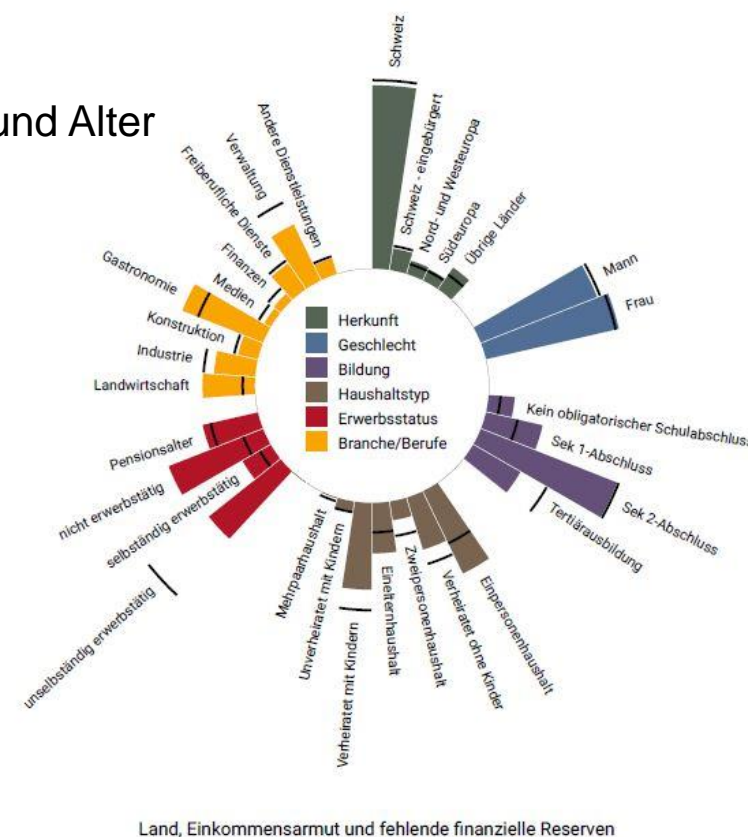 und Alter
Schweiz
Schweiz - eingebürgert
Nord- und Westeuropa
Südeuropa
Übrige Länder
Mann
Frau
Kein obligatorischer Schulabschluss
Sek 1-Abschluss
Sek 2-Abschluss
Tertiärausbildung
Einpersonenhaushalt
Verheiratet ohne Kinder
Zweipersonenhaushalt
Einelternhaushalt
Verheiratet mit Kindern
Unverheiratet mit Kindern
Mehrpaarhaushalt
unselbständig erwerbstätig
selbständig erwerbstätig
nicht erwerbstätig
Pensionsalter
Landwirtschaft
Industrie
Konstruktion
Gastronomie
Medien
Finanzen
Freiberufliche Dienste
Verwaltung
Andere Dienstleistungen
Herkunft
Geschlecht
Bildung
Haushaltstyp
Erwerbsstatus
Branche/Berufe
Land, Einkommensarmut und fehlende finanzielle Reserven